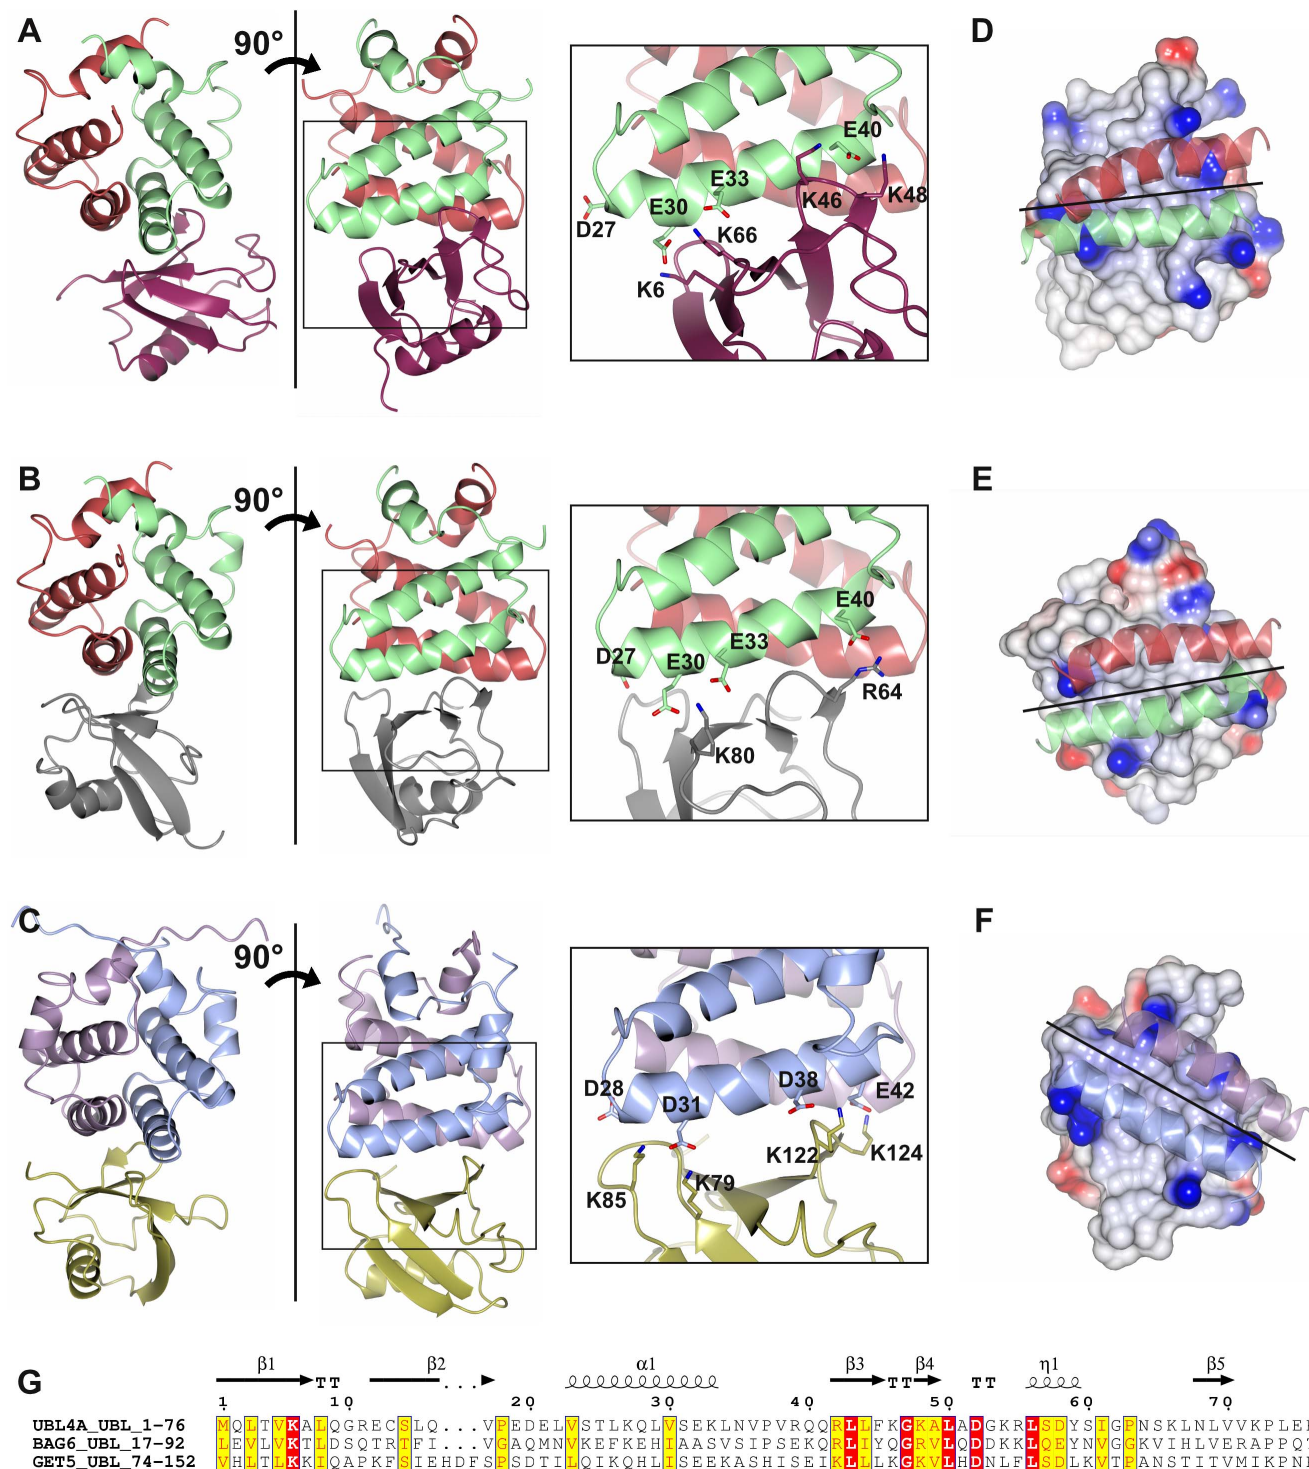 A
90°
D27
E30
E33
E40
K46
K48
K66
K6
D
B
90°
D27
E30
E33
E40
R64
K80
E
C
90°
D28
D31
D38
E42
K122
K124
K85
K79
F
G
β1 β2 α1 β3 β4 η1 β5
TT ... TT TT
1 10 20 30 40 50 60 70
UBL4A_UBL_1-76 MQLTVKALQGRECSLQ...VPEDELVSTLKQLVSEKLNVPVRQQRLLFKGKALADGKRLSDYSIGPNSKLNLVVKPLE
BAG6_UBL_17-92 LEVLVKTLDSQTRTFI...VGAQMNVKEFKEHIAASVSIPSEKQRLIYQGRVLQDDKKLQEYNVGGKVIHLVERAPPQ
GET5_UBL_74-152 VHLTLKKIQAPKFSIEHDFSPSDTILQIKQHLISEEKASHISEIKLLLKGKVLHDNLFLSDLKVTPANSTITVMIKPN